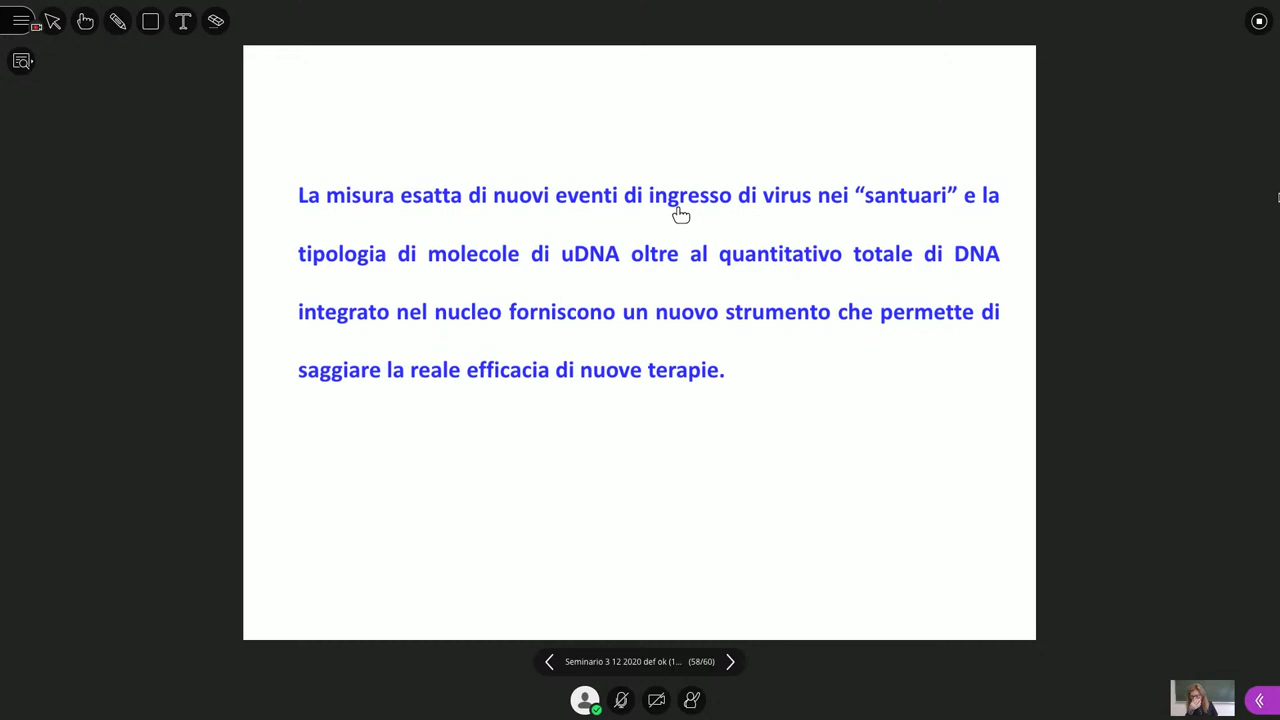 La misura esatta di nuovi eventi di ingresso di virus nei “santuari” e la
tipologia di molecole di uDNA oltre al quantitativo totale di DNA
integrato nel nucleo forniscono un nuovo strumento che permette di
saggiare la reale efficacia di nuove terapie.
Seminario 3 12 2020 def ok (1... (58/60)